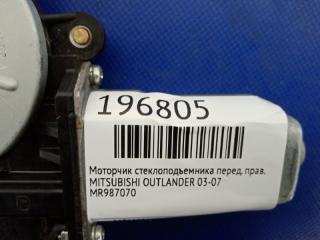 196805
Моторчик стеклоподъемника перед. прав.
MITSUBISHI OUTLANDER 03-07
MR987070